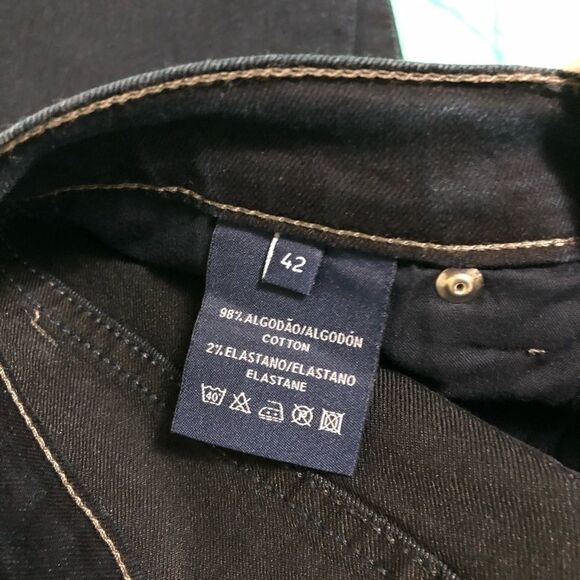 42
98% ALGODÃO/ALGODÓN
COTTON
2% ELASTANO/ELASTANO
ELASTANE
40